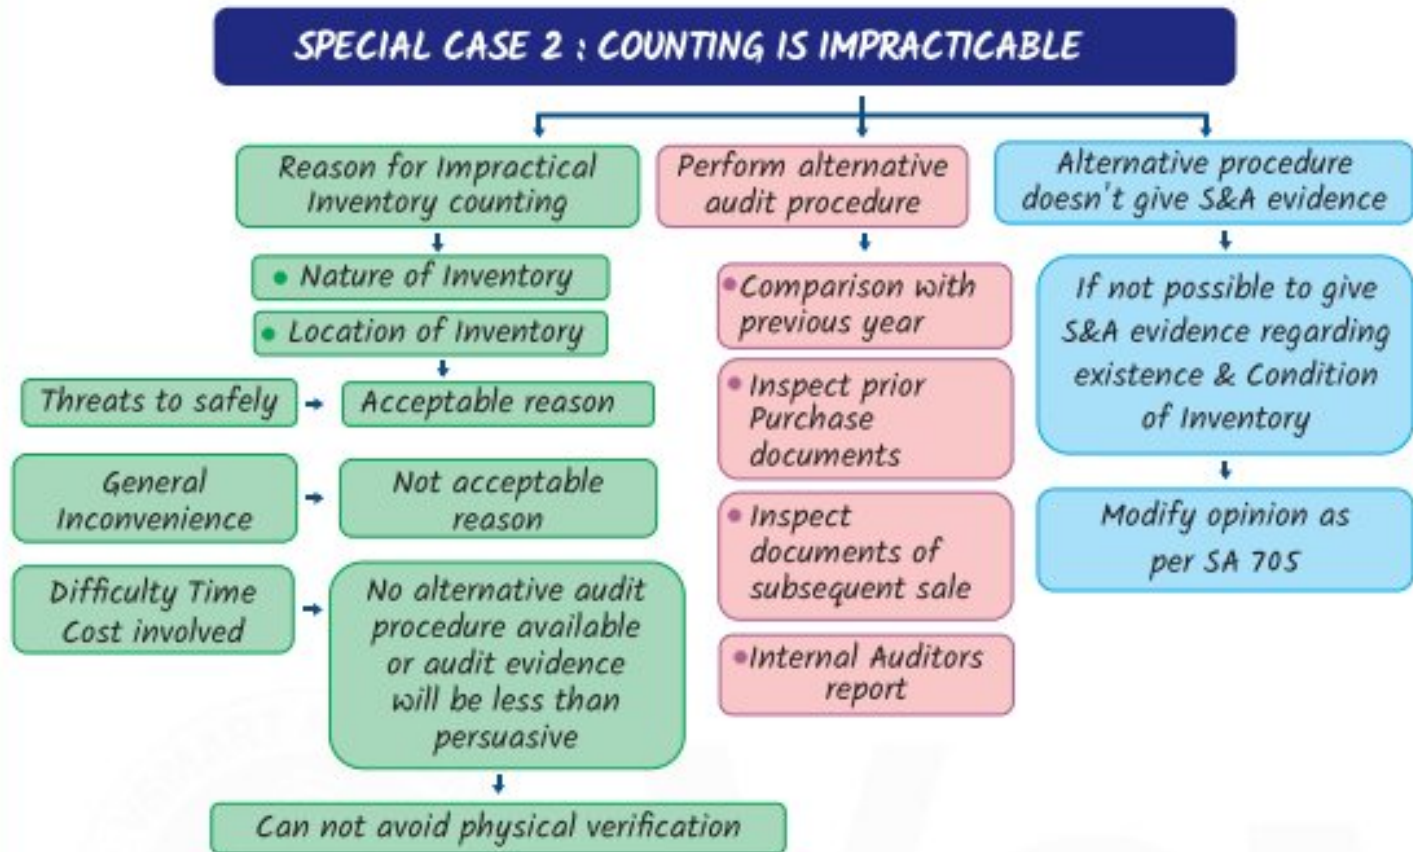 SPECIAL CASE 2 : COUNTING IS IMPRACTICABLE
Reason for Impractical
Inventory counting
• Nature of Inventory
• Location of Inventory
Threats to safely
Acceptable reason
General
Inconvenience
Not acceptable
reason
Difficulty Time
Cost involved
No alternative audit
procedure available
or audit evidence
will be less than
persuasive
Can not avoid physical verification
Perform alternative
audit procedure
• Comparison with
previous year
• Inspect prior
Purchase
documents
• Inspect
documents of
subsequent sale
• Internal Auditors
report
Alternative procedure
doesn't give S&A evidence
If not possible to give
S&A evidence regarding
existence & Condition
of Inventory
Modify opinion as
per SA 705